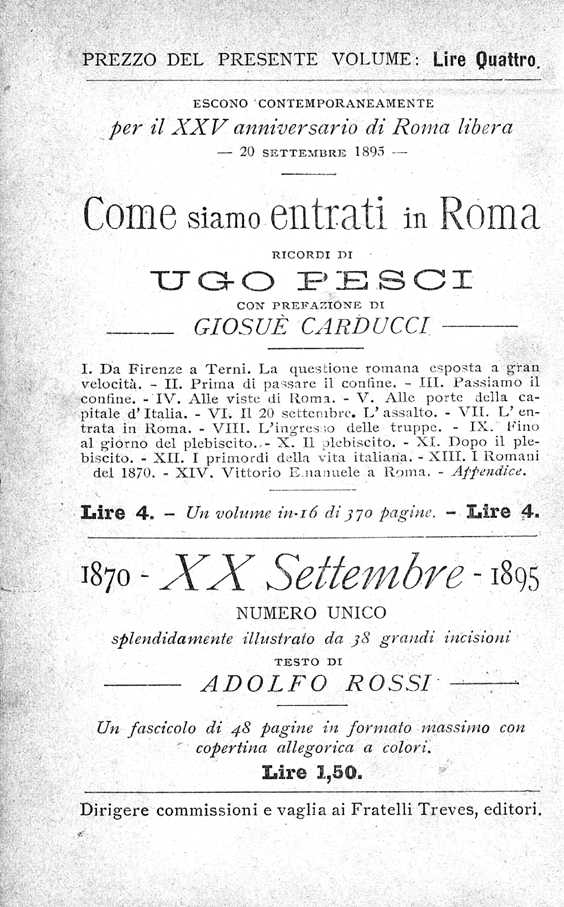 PREZZO DEL PRESENTE VOLUME: Lire Quattro.
ESCONO CONTEMPORANEAMENTE
per il XXV anniversario di Roma libera
— 20 SETTEMBRE 1895 —
Come siamo entrati in Roma
RICORDI DI
UGO PESCI
CON PREFAZIONE DI
GIOSUÈ CARDUCCI
I. Da Firenze a Terni. La questione romana esposta a gran
velocità. - II. Prima di passare il confine. - III. Passiamo il
confine. - IV. Alle viste di Roma. - V. Alle porte della ca-
pitale d'Italia. - VI. Il 20 settembre. L'assalto. - VII. L'en-
trata in Roma. - VIII. L'ingresso delle truppe. - IX. Fino
al giorno del plebiscito. - X. Il plebiscito. - XI. Dopo il ple-
biscito. - XII. I primordi della vita italiana. - XIII. I Romani
del 1870. - XIV. Vittorio Emanuele a Roma. - Appendice.
Lire 4. - Un volume in-16 di 370 pagine. - Lire 4.
1870 - XX Settembre - 1895
NUMERO UNICO
splendidamente illustrato da 38 grandi incisioni
TESTO DI
ADOLFO ROSSI
Un fascicolo di 48 pagine in formato massimo con
copertina allegorica a colori.
Lire 1,50.
Dirigere commissioni e vaglia ai Fratelli Treves, editori.